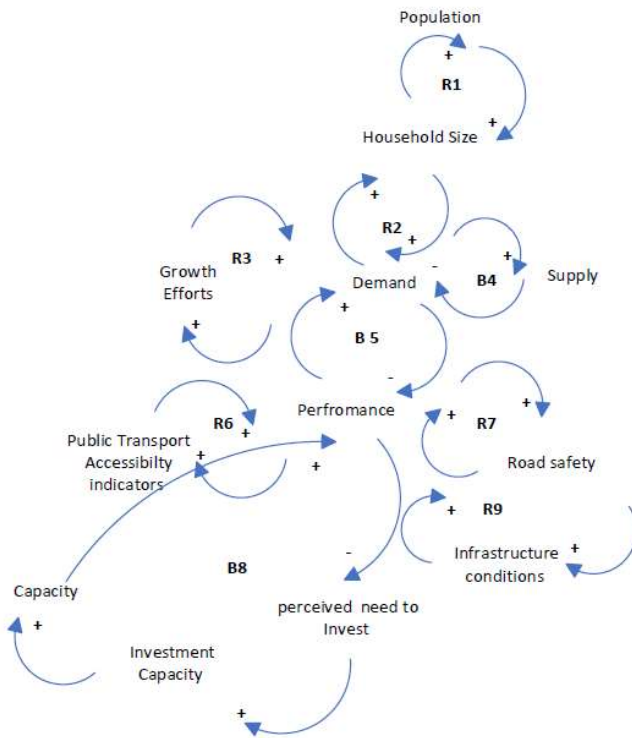 Population
+
R1
+
Household Size
+
R2
+
R3
+
Growth
Efforts
+
Demand
-
B4
+
Supply
+
B 5
-
Perfromance
R6
+
+
Public Transport
Accessibilty
indicators
+
+
R7
+
Road safety
+
R9
+
Infrastructure
conditions
B8
-
Capacity
+
perceived need to
Invest
Investment
Capacity
+